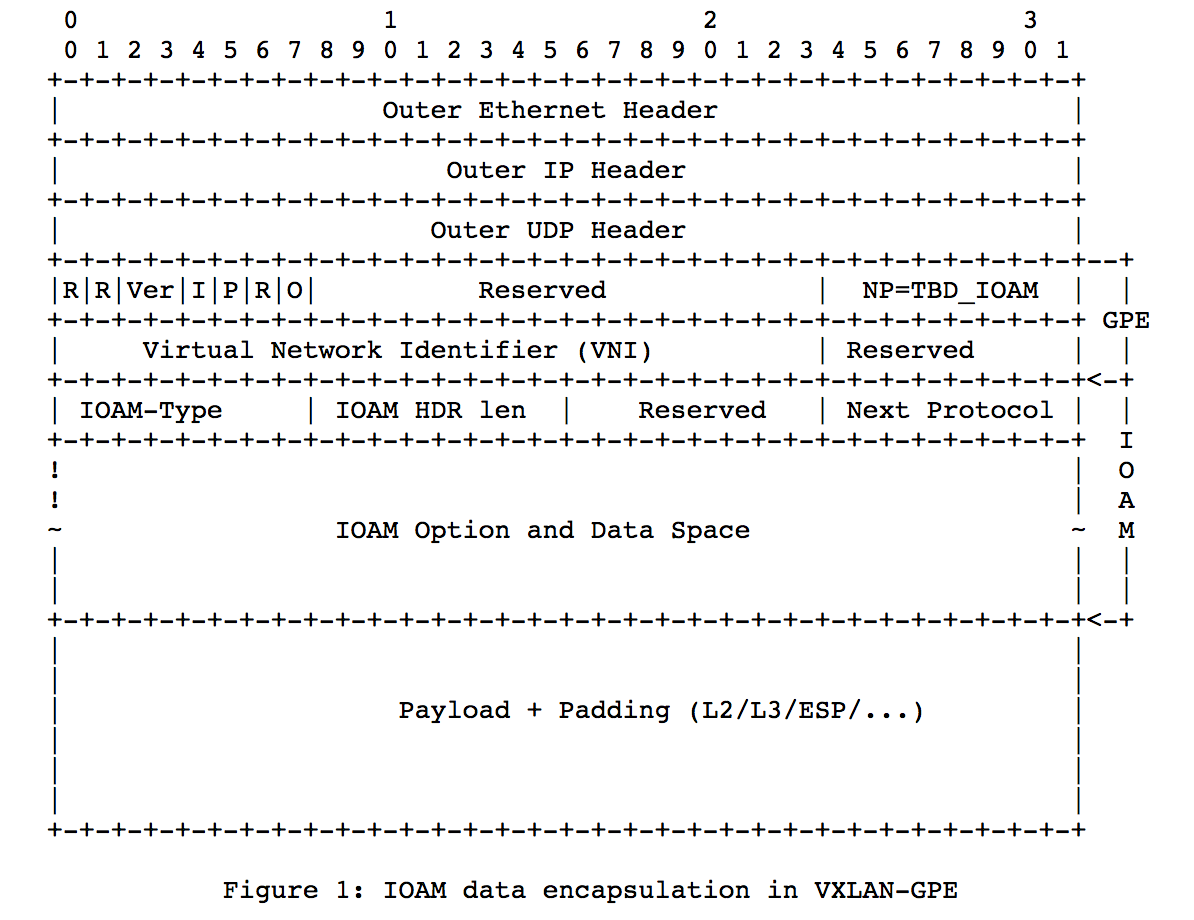 0                   1                   2                   3
    0 1 2 3 4 5 6 7 8 9 0 1 2 3 4 5 6 7 8 9 0 1 2 3 4 5 6 7 8 9 0 1
   +-+-+-+-+-+-+-+-+-+-+-+-+-+-+-+-+-+-+-+-+-+-+-+-+-+-+-+-+-+-+-+-+
   |                    Outer Ethernet Header                      |
   +-+-+-+-+-+-+-+-+-+-+-+-+-+-+-+-+-+-+-+-+-+-+-+-+-+-+-+-+-+-+-+-+
   |                        Outer IP Header                        |
   +-+-+-+-+-+-+-+-+-+-+-+-+-+-+-+-+-+-+-+-+-+-+-+-+-+-+-+-+-+-+-+-+
   |                       Outer UDP Header                        |
   +-+-+-+-+-+-+-+-+-+-+-+-+-+-+-+-+-+-+-+-+-+-+-+-+-+-+-+-+-+-+-+-+--+
   |R|R|Ver|I|P|R|O|          Reserved             |  NP=TBD_IOAM  |  |
   +-+-+-+-+-+-+-+-+-+-+-+-+-+-+-+-+-+-+-+-+-+-+-+-+-+-+-+-+-+-+-+-+ GPE
   |     Virtual Network Identifier (VNI)          | Reserved      |  |
   +-+-+-+-+-+-+-+-+-+-+-+-+-+-+-+-+-+-+-+-+-+-+-+-+-+-+-+-+-+-+-+-+<-+
   | IOAM-Type     | IOAM HDR len  |    Reserved   | Next Protocol |  |
   +-+-+-+-+-+-+-+-+-+-+-+-+-+-+-+-+-+-+-+-+-+-+-+-+-+-+-+-+-+-+-+-+  I
   !                                                               |  O
   !                                                               |  A
   ~                 IOAM Option and Data Space                    ~  M
   |                                                               |  |
   |                                                               |  |
   +-+-+-+-+-+-+-+-+-+-+-+-+-+-+-+-+-+-+-+-+-+-+-+-+-+-+-+-+-+-+-+-+<-+
   |                                                               |
   |                                                               |
   |                     Payload + Padding (L2/L3/ESP/...)         |
   |                                                               |
   |                                                               |
   |                                                               |
   +-+-+-+-+-+-+-+-+-+-+-+-+-+-+-+-+-+-+-+-+-+-+-+-+-+-+-+-+-+-+-+-+

              Figure 1: IOAM data encapsulation in VXLAN-GPE